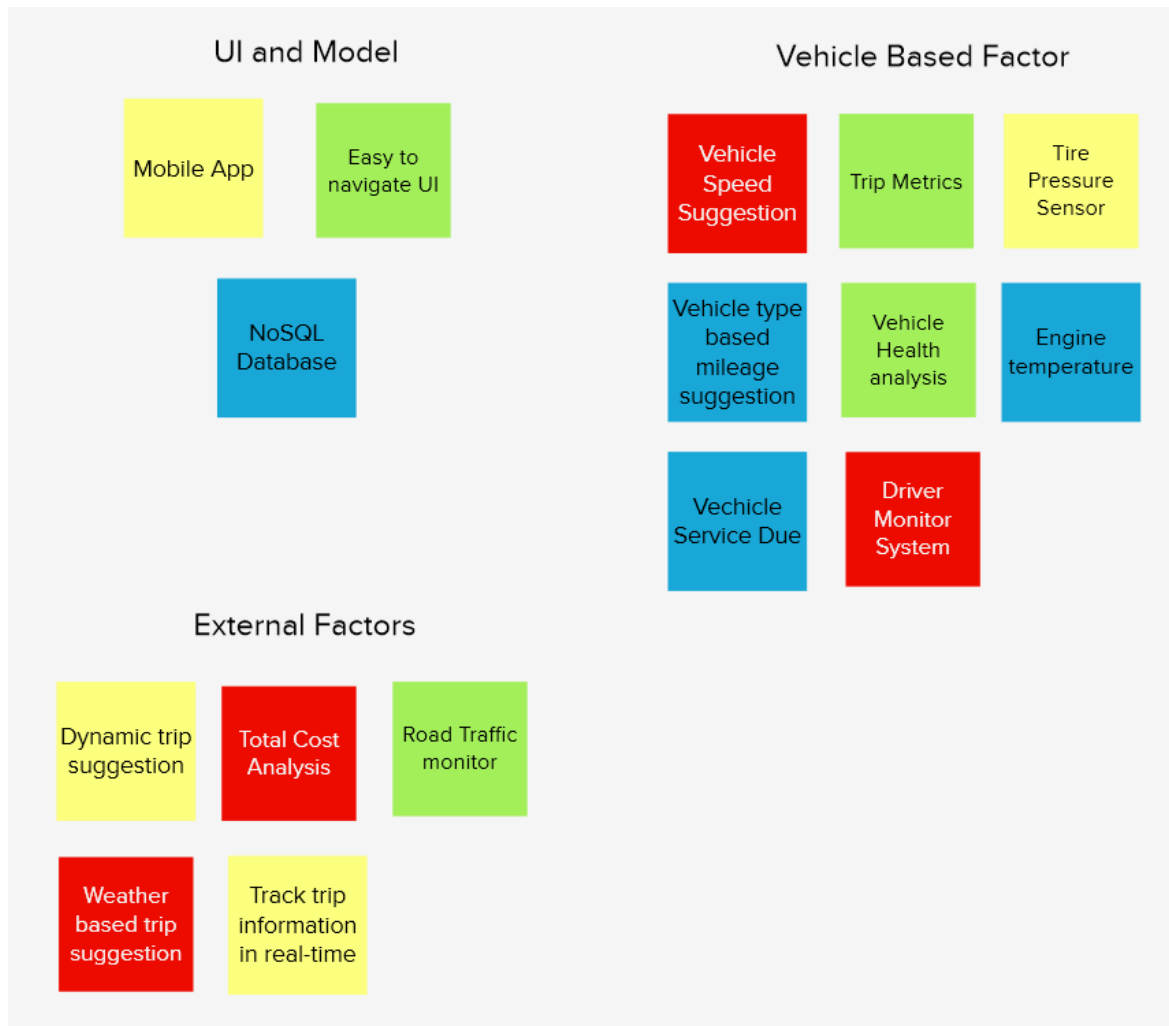 UI and Model
Mobile App
Easy to
navigate UI
NoSQL
Database
Vehicle Based Factor
Vehicle
Speed
Suggestion
Trip Metrics
Tire
Pressure
Sensor
Vehicle type
based
mileage
suggestion
Vehicle
Health
analysis
Engine
temperature
Vechicle
Service Due
Driver
Monitor
System
External Factors
Dynamic trip
suggestion
Total Cost
Analysis
Road Traffic
monitor
Weather
based trip
suggestion
Track trip
information
in real-time